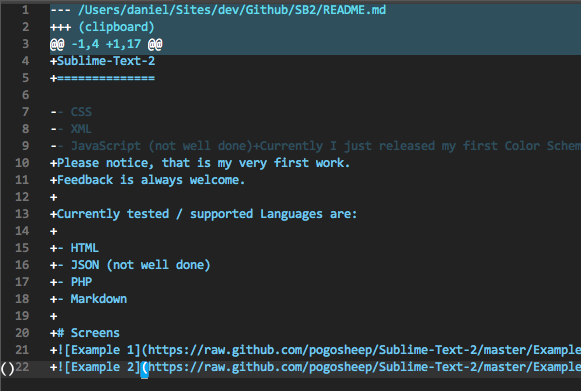 1 --- /Users/daniel/Sites/dev/Github/SB2/README.md
2 +++ (clipboard)
3 @@ -1,4 +1,17 @@
4 +Sublime-Text-2
5 +==============
6
7 -- CSS
8 -- XML
9 -- JavaScript (not well done)+Currently I just released my first Color Schem
10 +Please notice, that is my very first work.
11 +Feedback is always welcome.
12 +
13 +Currently tested / supported Languages are:
14 +
15 +- HTML
16 +- JSON (not well done)
17 +- PHP
18 +- Markdown
19 +
20 +# Screens
21 +![Example 1](https://raw.github.com/pogosheep/Sublime-Text-2/master/Example
()22 +![Example 2](https://raw.github.com/pogosheep/Sublime-Text-2/master/Example